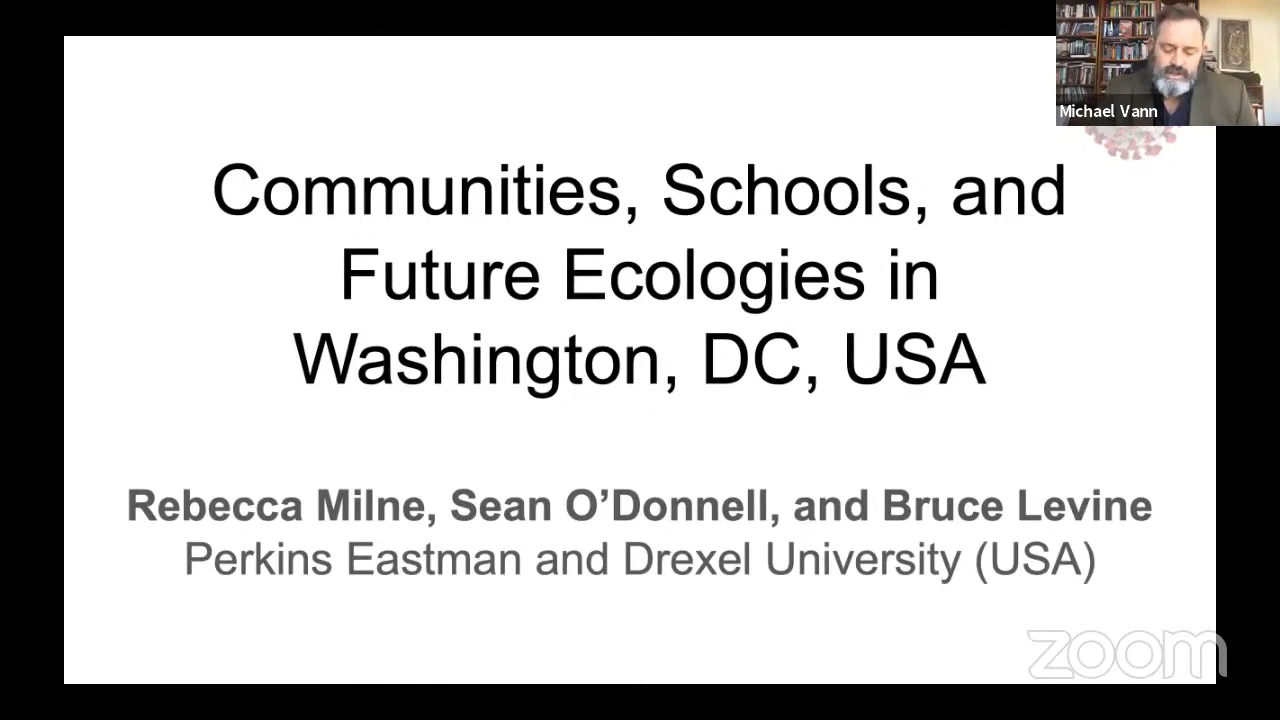 Michael Vann
Communities, Schools, and
Future Ecologies in
Washington, DC, USA
Rebecca Milne, Sean O’Donnell, and Bruce Levine
Perkins Eastman and Drexel University (USA)
zoom